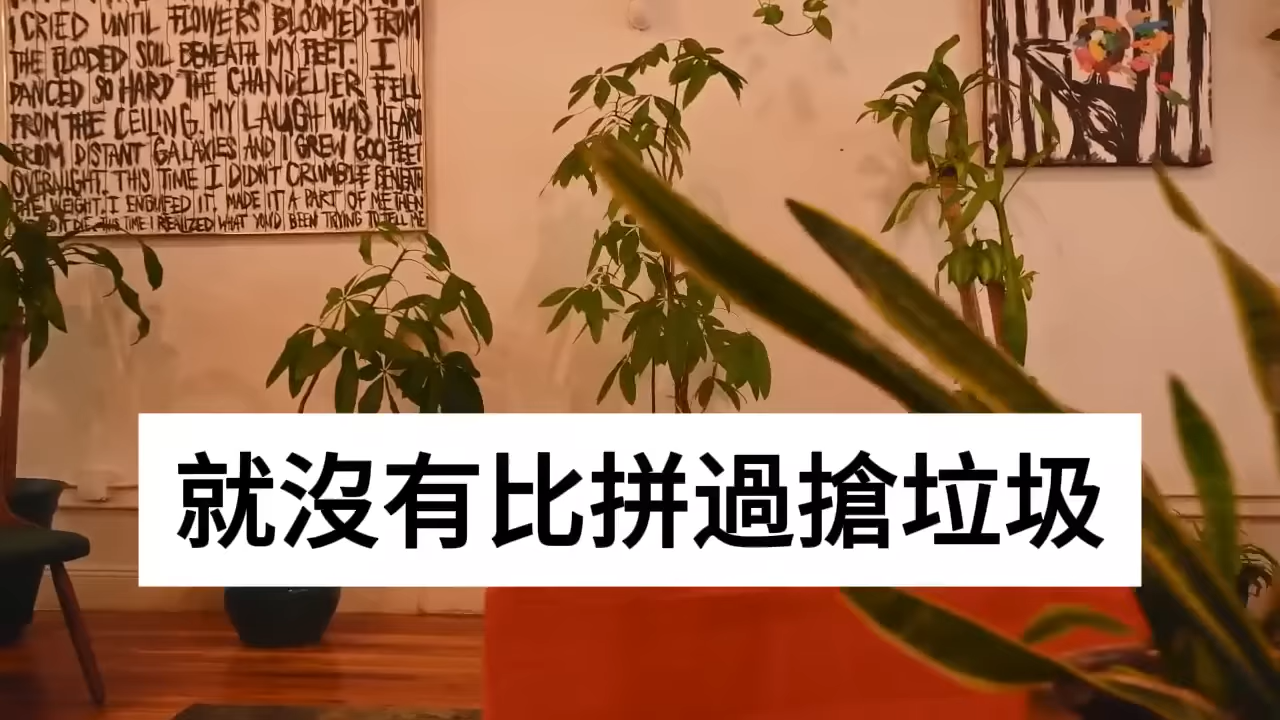 I CRIED UNTIL FLOWERS BLOOMED FROM
THE FLOODED SOIL BENEATH MY FEET. I
DANCED SO HARD THE CHANDELIER FELL
FROM THE CEILING. MY LAUGH WAS HEARD
FROM DISTANT GALAXIES AND I GREW 600 FEET
OVERNIGHT. THIS TIME I DIDNT CRUMBLE BENEATH
THE WEIGHT. I ENGULFED IT. MADE IT A PART OF ME THEN
IT DIE. THIS TIME I REALIZED WHAT YOU'D BEEN TRYING TO TELL ME
就沒有比拼過搶垃圾